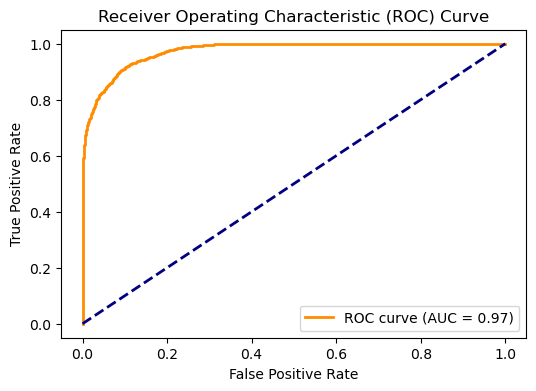 Receiver Operating Characteristic (ROC) Curve
1.0
0.8
0.6
0.4
0.2
0.0
True Positive Rate
ROC curve (AUC = 0.97)
0.0 0.2 0.4 0.6 0.8 1.0
False Positive Rate